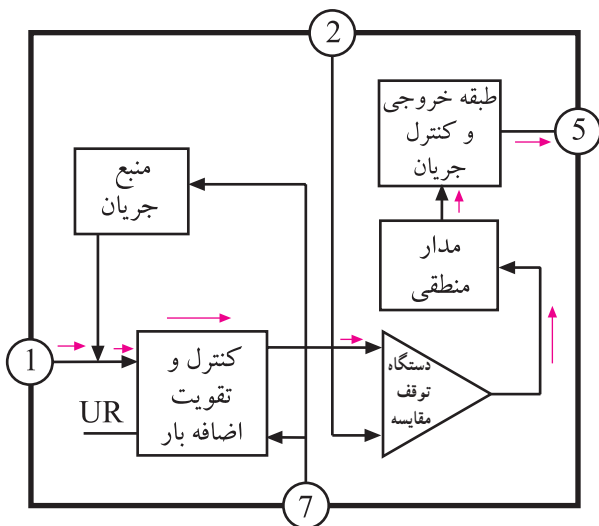 2
طبقه خروجی
و کنترل
جریان
5
منبع
جریان
مدار
منطقی
1
کنترل و
تقویت
اضافه بار
UR
دستگاه
توقف
مقایسه
7